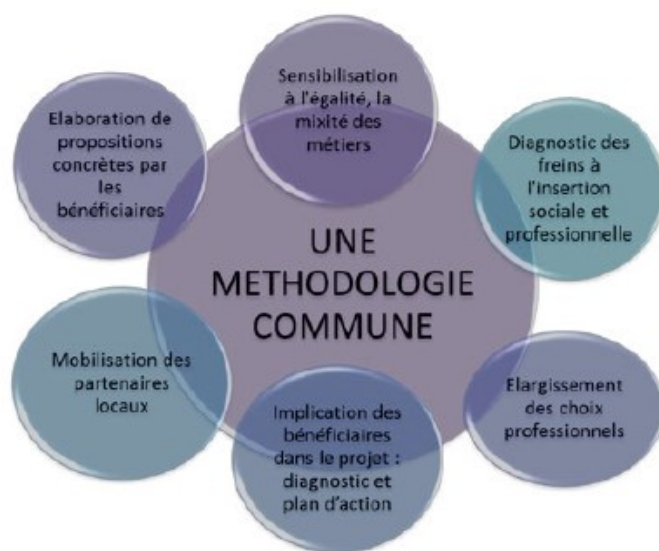 Sensibilisation
à l'égalité, la
mixité des
métiers
Diagnostic des
freins à
l'insertion
sociale et
professionnelle
Elargissement
des choix
professionnels
Implication des
bénéficiaires
dans le projet :
diagnostic et
plan d'action
Mobilisation des
partenaires
locaux
Elaboration de
propositions
concrètes par
les
bénéficiaires
UNE
METHODOLOGIE
COMMUNE